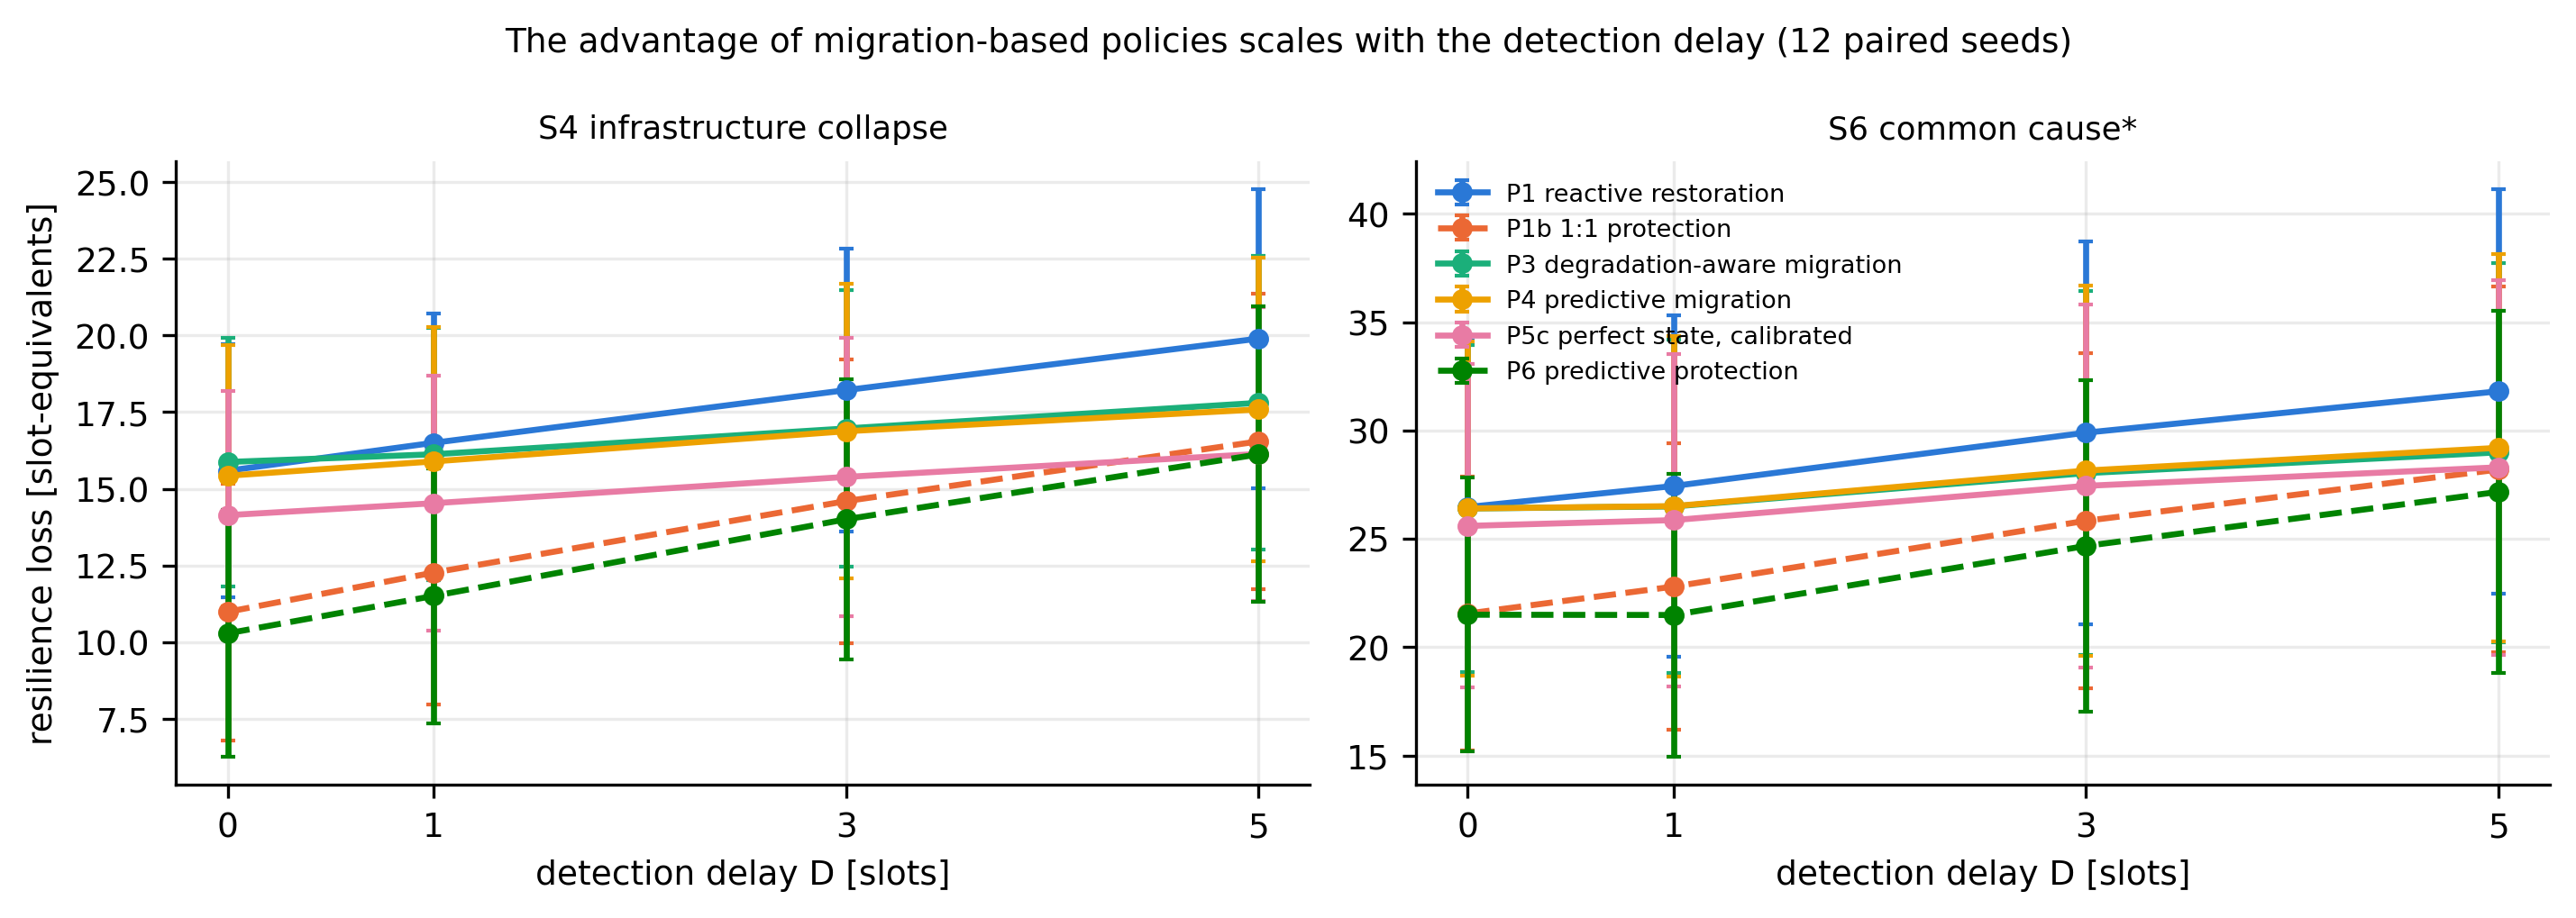 The advantage of migration-based policies scales with the detection delay (12 paired seeds)
S4 infrastructure collapse
resilience loss [slot-equivalents]
25.0
22.5
20.0
17.5
15.0
12.5
10.0
7.5
0 1 3 5
detection delay D [slots]
S6 common cause*
P1 reactive restoration
P1b 1:1 protection
P3 degradation-aware migration
P4 predictive migration
P5c perfect state, calibrated
P6 predictive protection
40
35
30
25
20
15
0 1 3 5
detection delay D [slots]